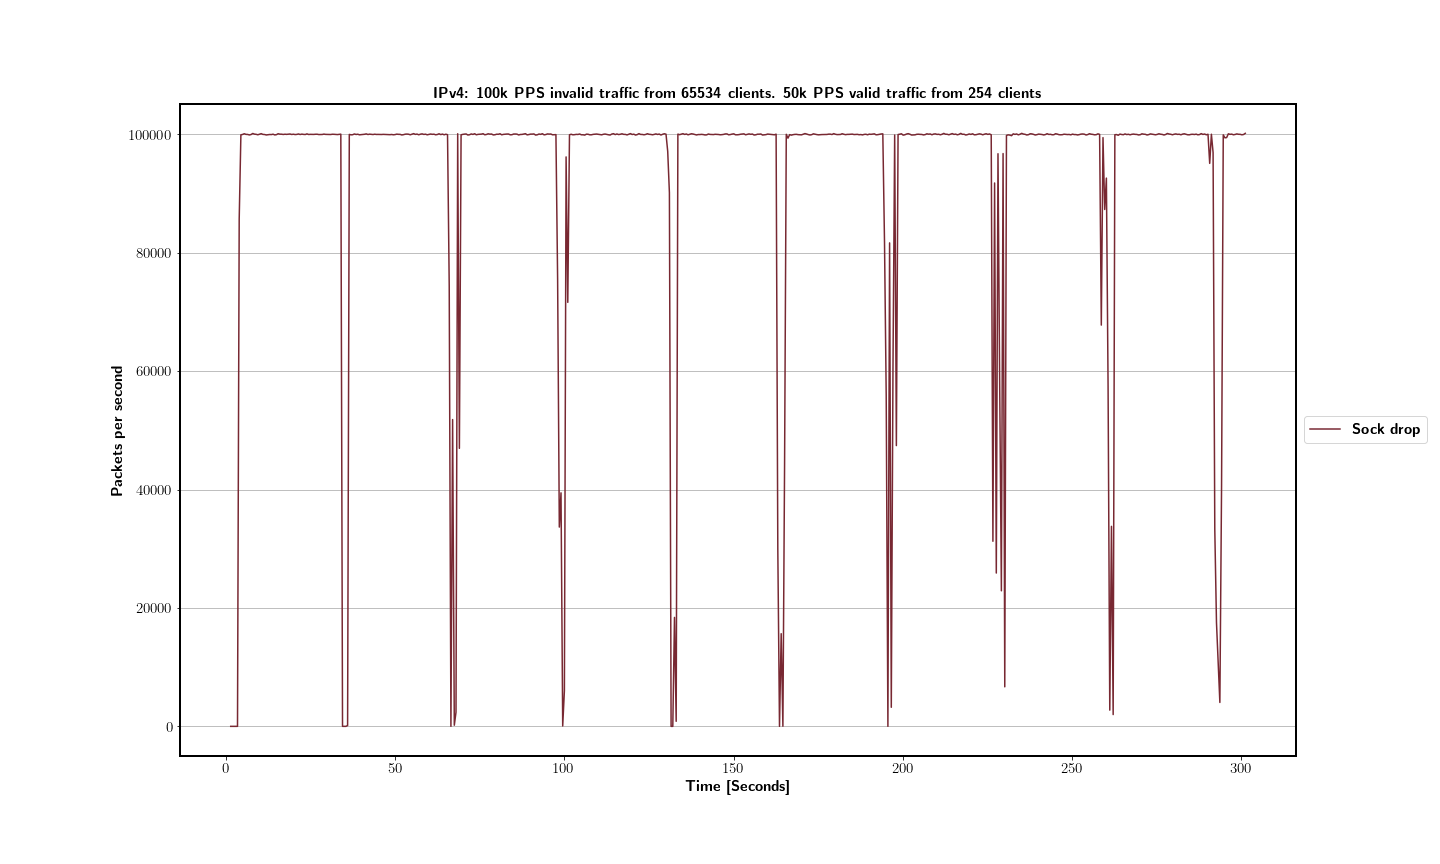 IPv4: 100k PPS invalid traffic from 65534 clients. 50k PPS valid traffic from 254 clients
100000
80000
60000
40000
20000
0
Packets per second
0 50 100 150 200 250 300
Time [Seconds]
Sock drop